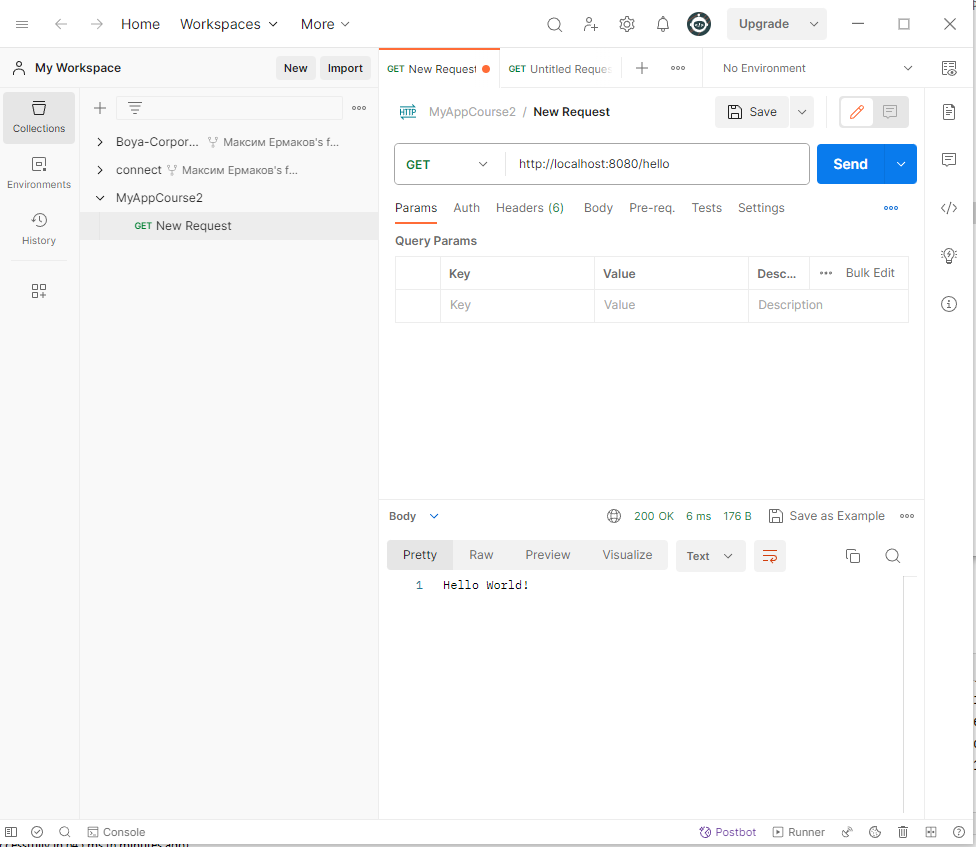 Home Workspaces More Upgrade
My Workspace New Import GET New Request GET Untitled Reques No Environment
Collections
Environments
History
Boya-Corpor... Максим Ермаков's f...
connect Максим Ермаков's f...
MyAppCourse2
GET New Request
HTTP MyAppCourse2 / New Request Save
GET http://localhost:8080/hello Send
Params Auth Headers (6) Body Pre-req. Tests Settings
Query Params
Key Value Desc... Bulk Edit
Key Value Description
Body 200 OK 6 ms 176 B Save as Example
Pretty Raw Preview Visualize Text
1 Hello World!
Console Postbot Runner